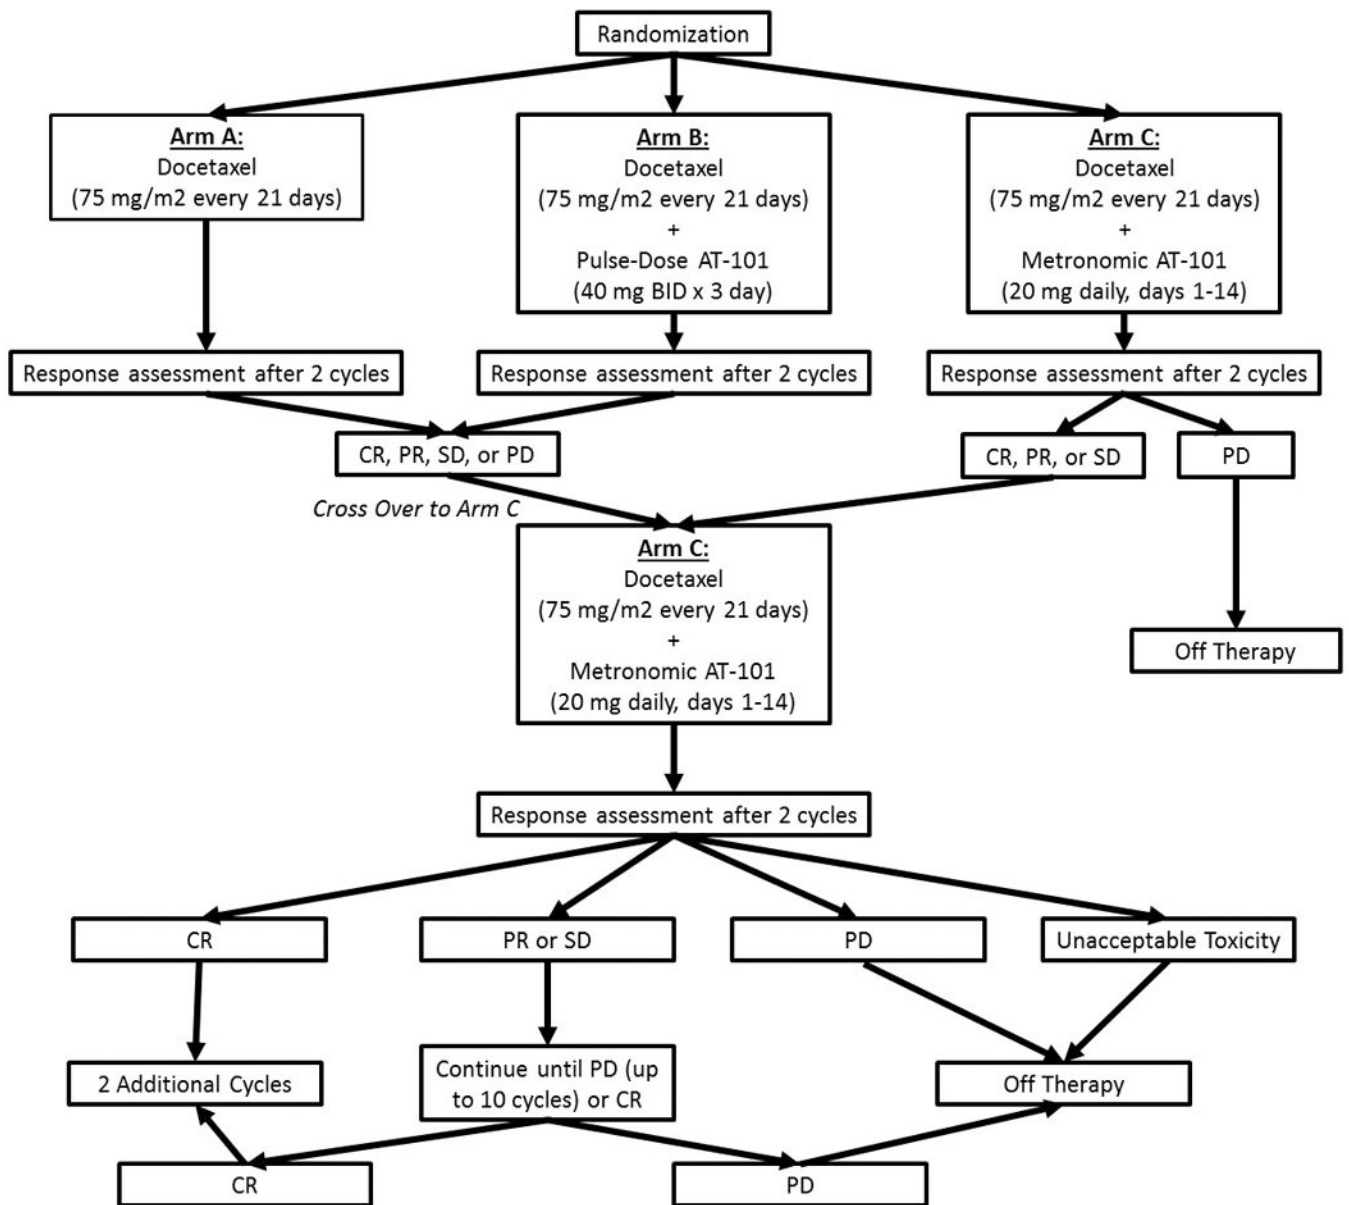 Randomization
Arm A:
Docetaxel
(75 mg/m2 every 21 days)
Arm B:
Docetaxel
(75 mg/m2 every 21 days)
+
Pulse-Dose AT-101
(40 mg BID x 3 day)
Arm C:
Docetaxel
(75 mg/m2 every 21 days)
+
Metronomic AT-101
(20 mg daily, days 1-14)
Response assessment after 2 cycles
Response assessment after 2 cycles
Response assessment after 2 cycles
CR, PR, SD, or PD
CR, PR, or SD
PD
Cross Over to Arm C
Arm C:
Docetaxel
(75 mg/m2 every 21 days)
+
Metronomic AT-101
(20 mg daily, days 1-14)
Off Therapy
Response assessment after 2 cycles
CR
PR or SD
PD
Unacceptable Toxicity
2 Additional Cycles
Continue until PD (up
to 10 cycles) or CR
Off Therapy
CR
PD